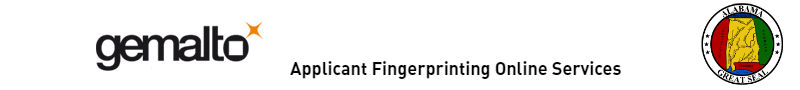 gemalto
Applicant Fingerprinting Online Services
ALABAMA
GREAT SEAL